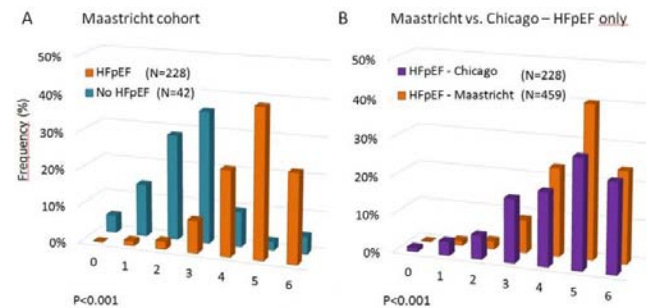 A Maastricht cohort
50%
40%
30%
20%
10%
0%
Frequency (%)
HFpEF (N=228)
No HFpEF (N=42)
0 1 2 3 4 5 6
P<0.001
B Maastricht vs. Chicago – HFpEF only
50%
40%
30%
20%
10%
0%
HFpEF - Chicago (N=228)
HFpEF - Maastricht (N=459)
0 1 2 3 4 5 6
P<0.001